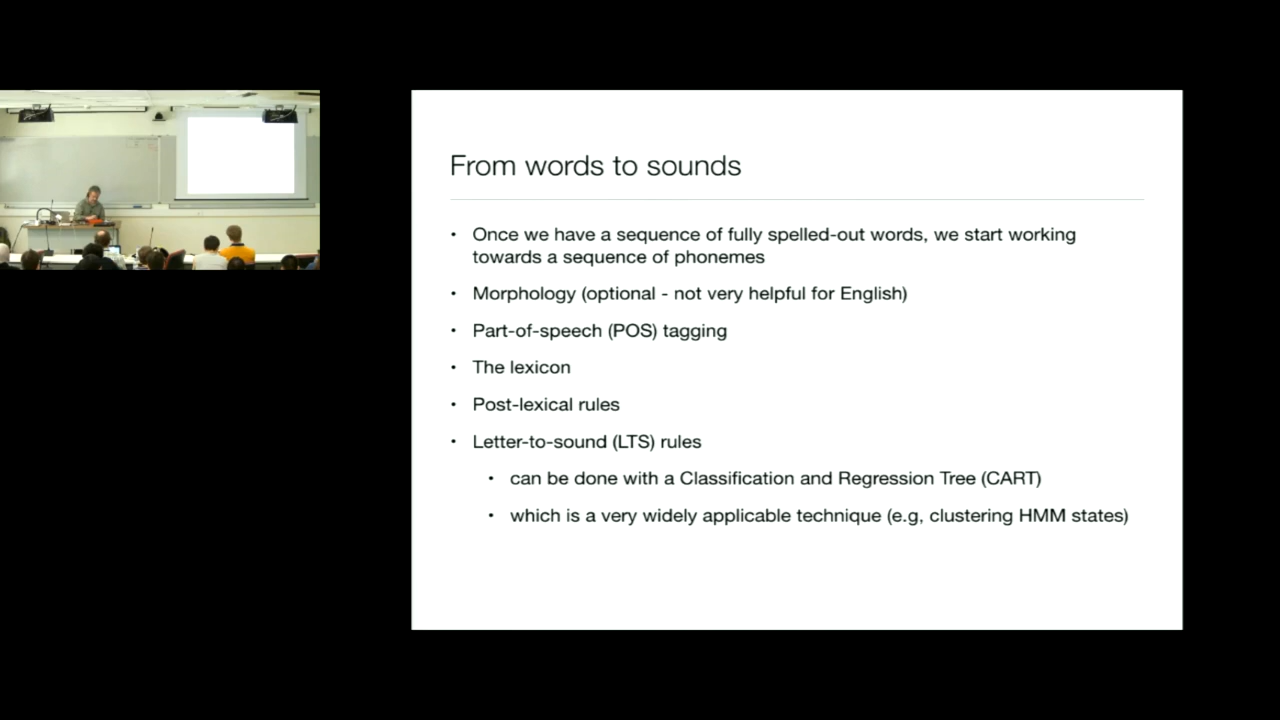 From words to sounds
• Once we have a sequence of fully spelled-out words, we start working
towards a sequence of phonemes
• Morphology (optional - not very helpful for English)
• Part-of-speech (POS) tagging
• The lexicon
• Post-lexical rules
• Letter-to-sound (LTS) rules
• can be done with a Classification and Regression Tree (CART)
• which is a very widely applicable technique (e.g, clustering HMM states)